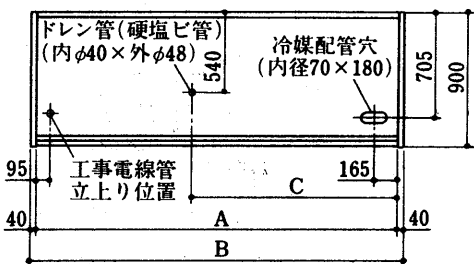 ドレン管(硬塩ビ管)
(内φ40×外φ48)
540
冷媒配管穴
(内径70×180)
705
900
95
工事電線管
立上り位置
165
C
40
A
40
B